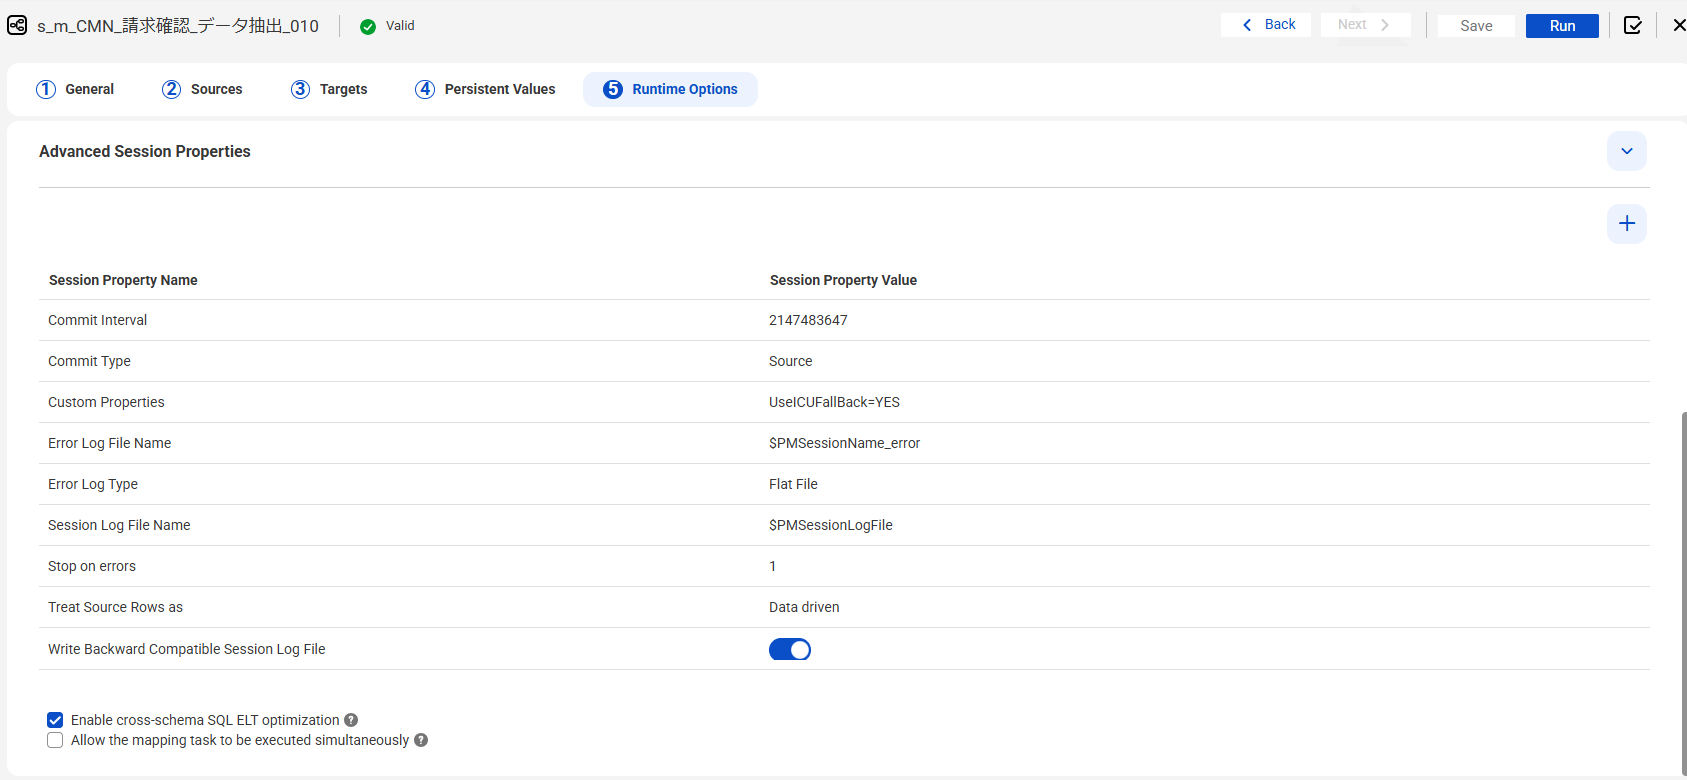 s_m_CMN_請求確認_データ抽出_010
Valid
Back
Next
Save
Run
1 General
2 Sources
3 Targets
4 Persistent Values
5 Runtime Options
Advanced Session Properties
Session Property Name Session Property Value
Commit Interval 2147483647
Commit Type Source
Custom Properties UseICUFallBack=YES
Error Log File Name $PMSessionName_error
Error Log Type Flat File
Session Log File Name $PMSessionLogFile
Stop on errors 1
Treat Source Rows as Data driven
Write Backward Compatible Session Log File
Enable cross-schema SQL ELT optimization ?
Allow the mapping task to be executed simultaneously ?